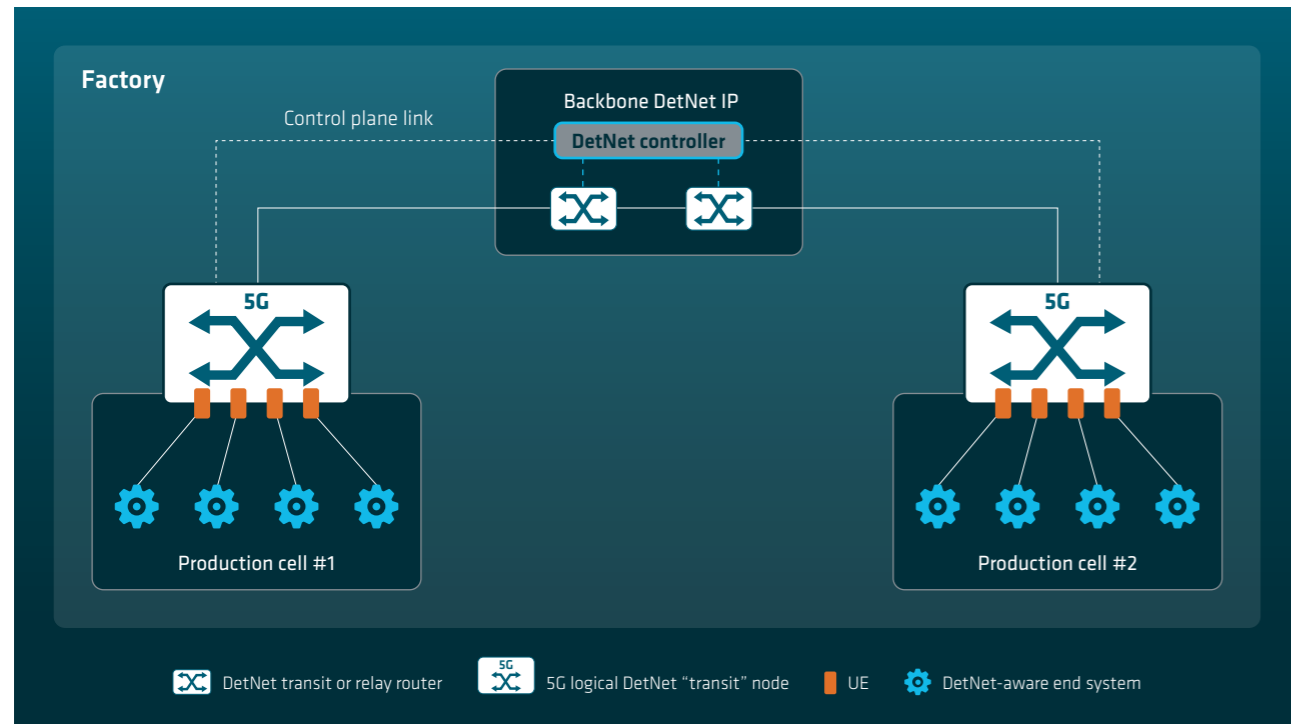 Factory
Backbone DetNet IP
Control plane link
DetNet controller
5G
5G
Production cell #1
Production cell #2
DetNet transit or relay router
5G
5G logical DetNet “transit” node
UE
DetNet-aware end system